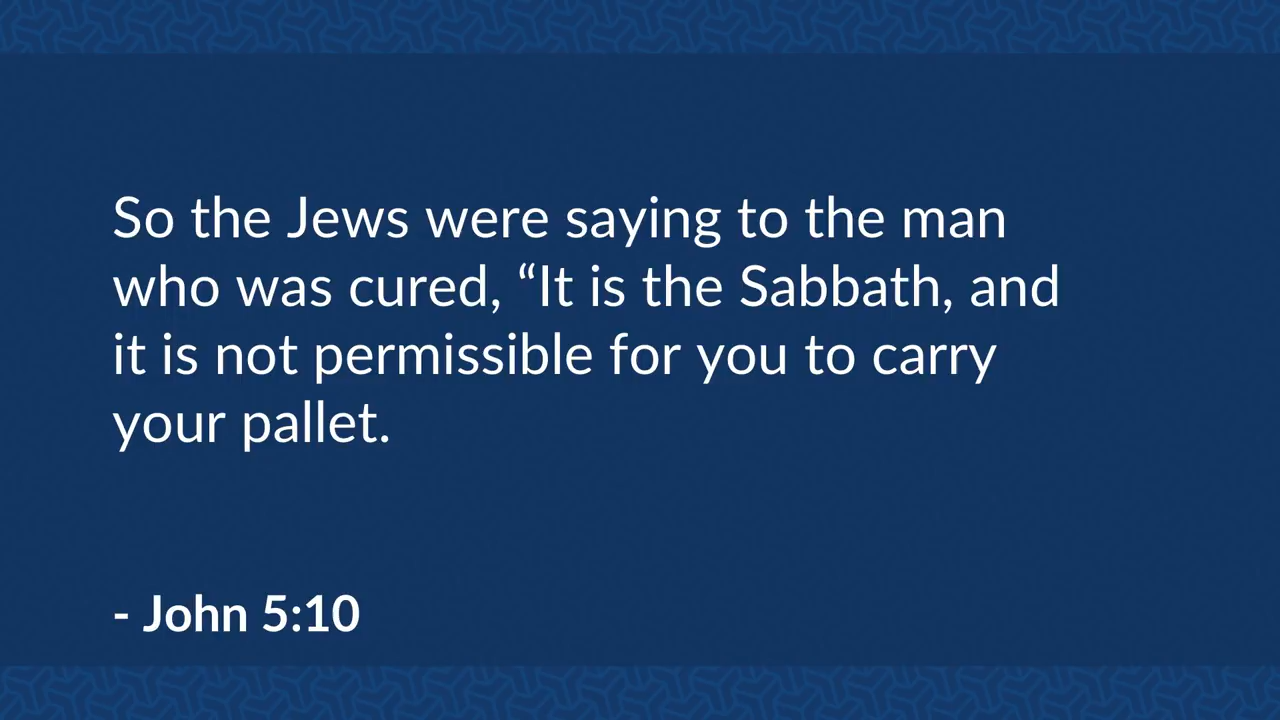 So the Jews were saying to the man
who was cured, “It is the Sabbath, and
it is not permissible for you to carry
your pallet.
- John 5:10